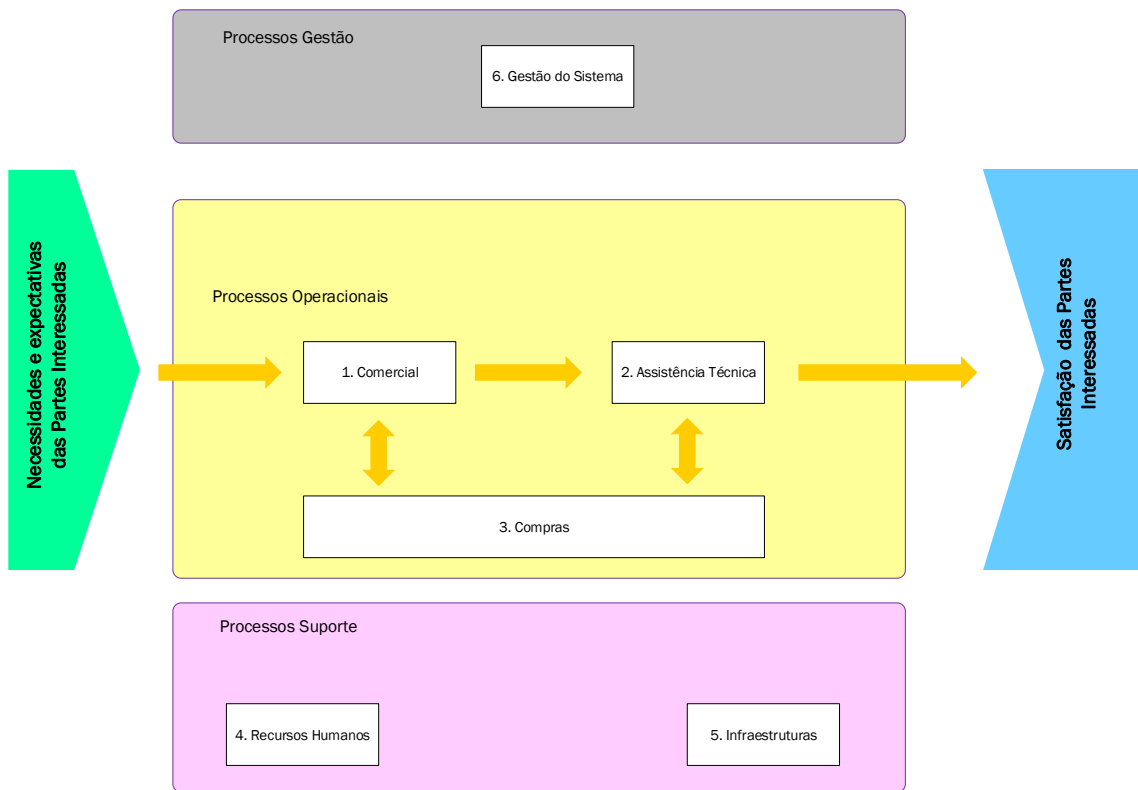 Processos Gestão
6. Gestão do Sistema
Necessidades e expectativas
das Partes Interessadas
Processos Operacionais
1. Comercial
2. Assistência Técnica
3. Compras
Satisfação das Partes
Interessadas
Processos Suporte
4. Recursos Humanos
5. Infraestruturas